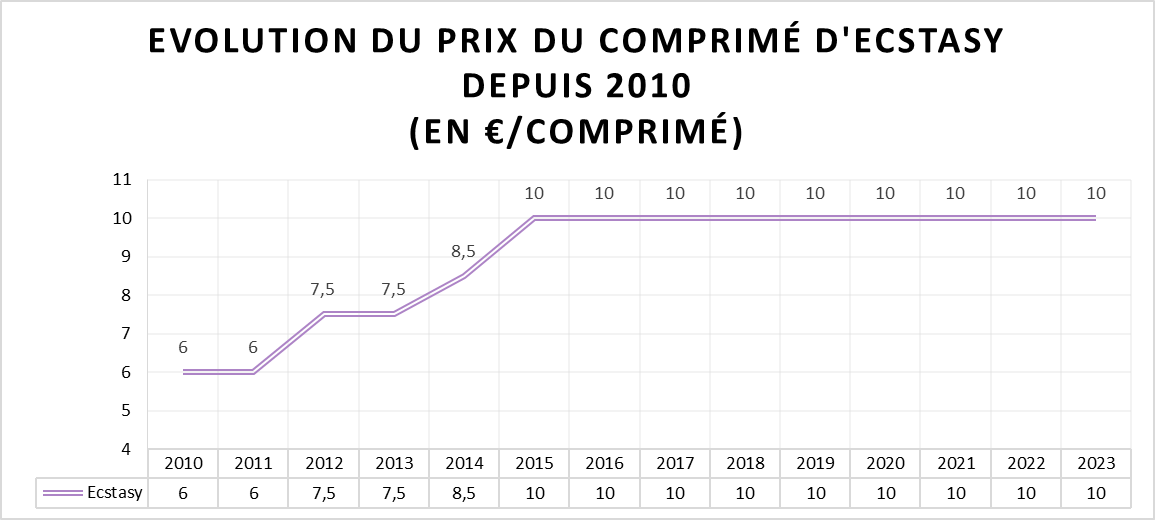 EVOLUTION DU PRIX DU COMPRIMÉ D'ECSTASY
DEPUIS 2010
(EN €/COMPRIMÉ)
11
10
9
8
7
6
5
4
6 6 7,5 7,5 8,5 10 10 10 10 10 10 10 10 10
2010 2011 2012 2013 2014 2015 2016 2017 2018 2019 2020 2021 2022 2023
Ecstasy 6 6 7,5 7,5 8,5 10 10 10 10 10 10 10 10 10